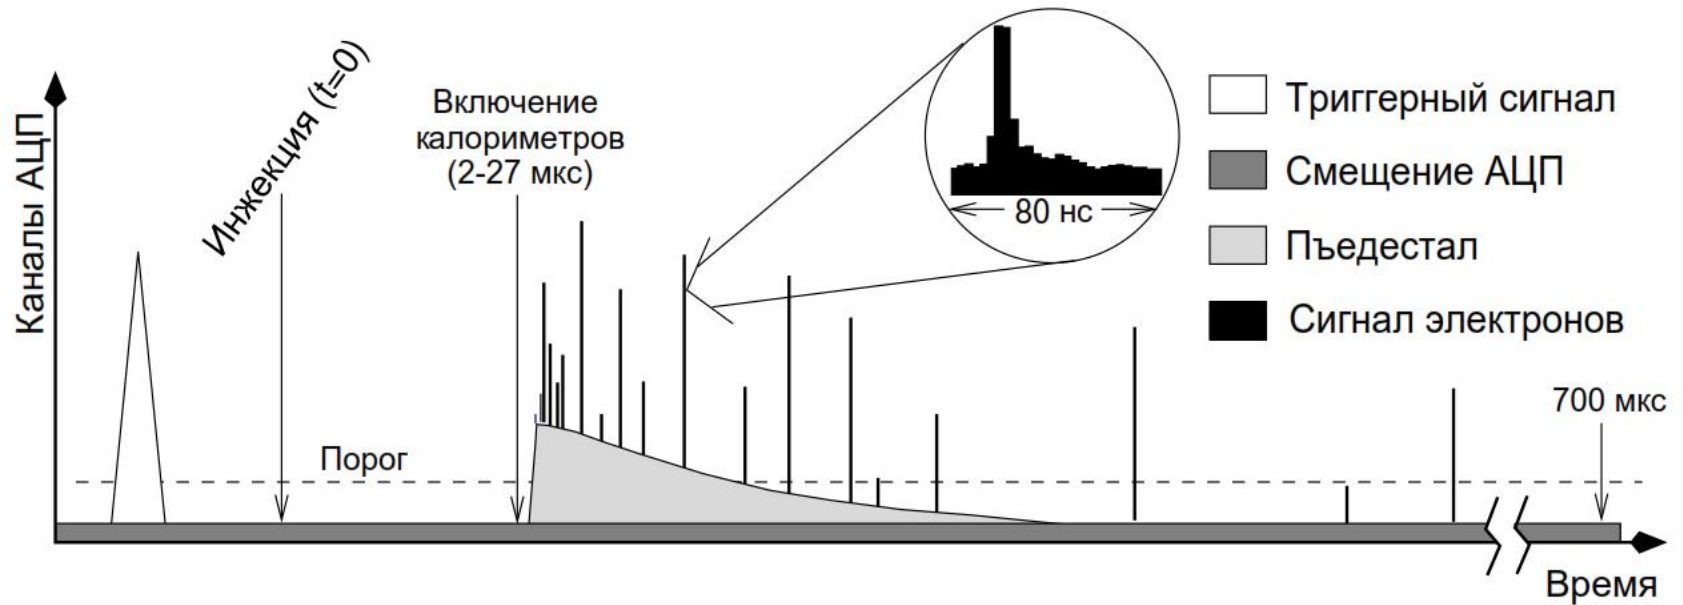 Каналы АЦП
Инжекция (t=0)
Включение
калориметров
(2-27 мкс)
Порог
80 нс
Триггерный сигнал
Смещение АЦП
Пъедестал
Сигнал электронов
700 мкс
Время